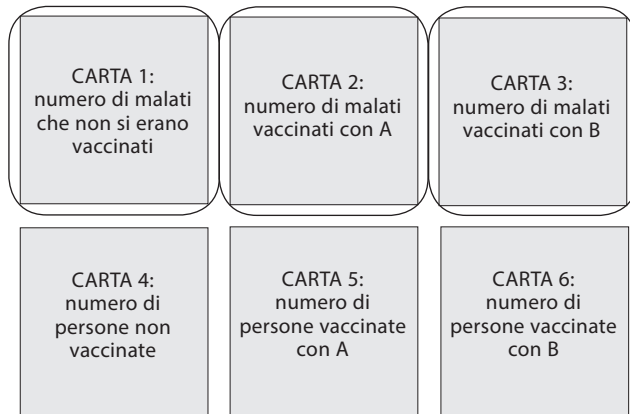 CARTA 1:
numero di malati
che non si erano
vaccinati
CARTA 2:
numero di malati
vaccinati con A
CARTA 3:
numero di malati
vaccinati con B
CARTA 4:
numero di
persone non
vaccinate
CARTA 5:
numero di
persone vaccinate
con A
CARTA 6:
numero di
persone vaccinate
con B